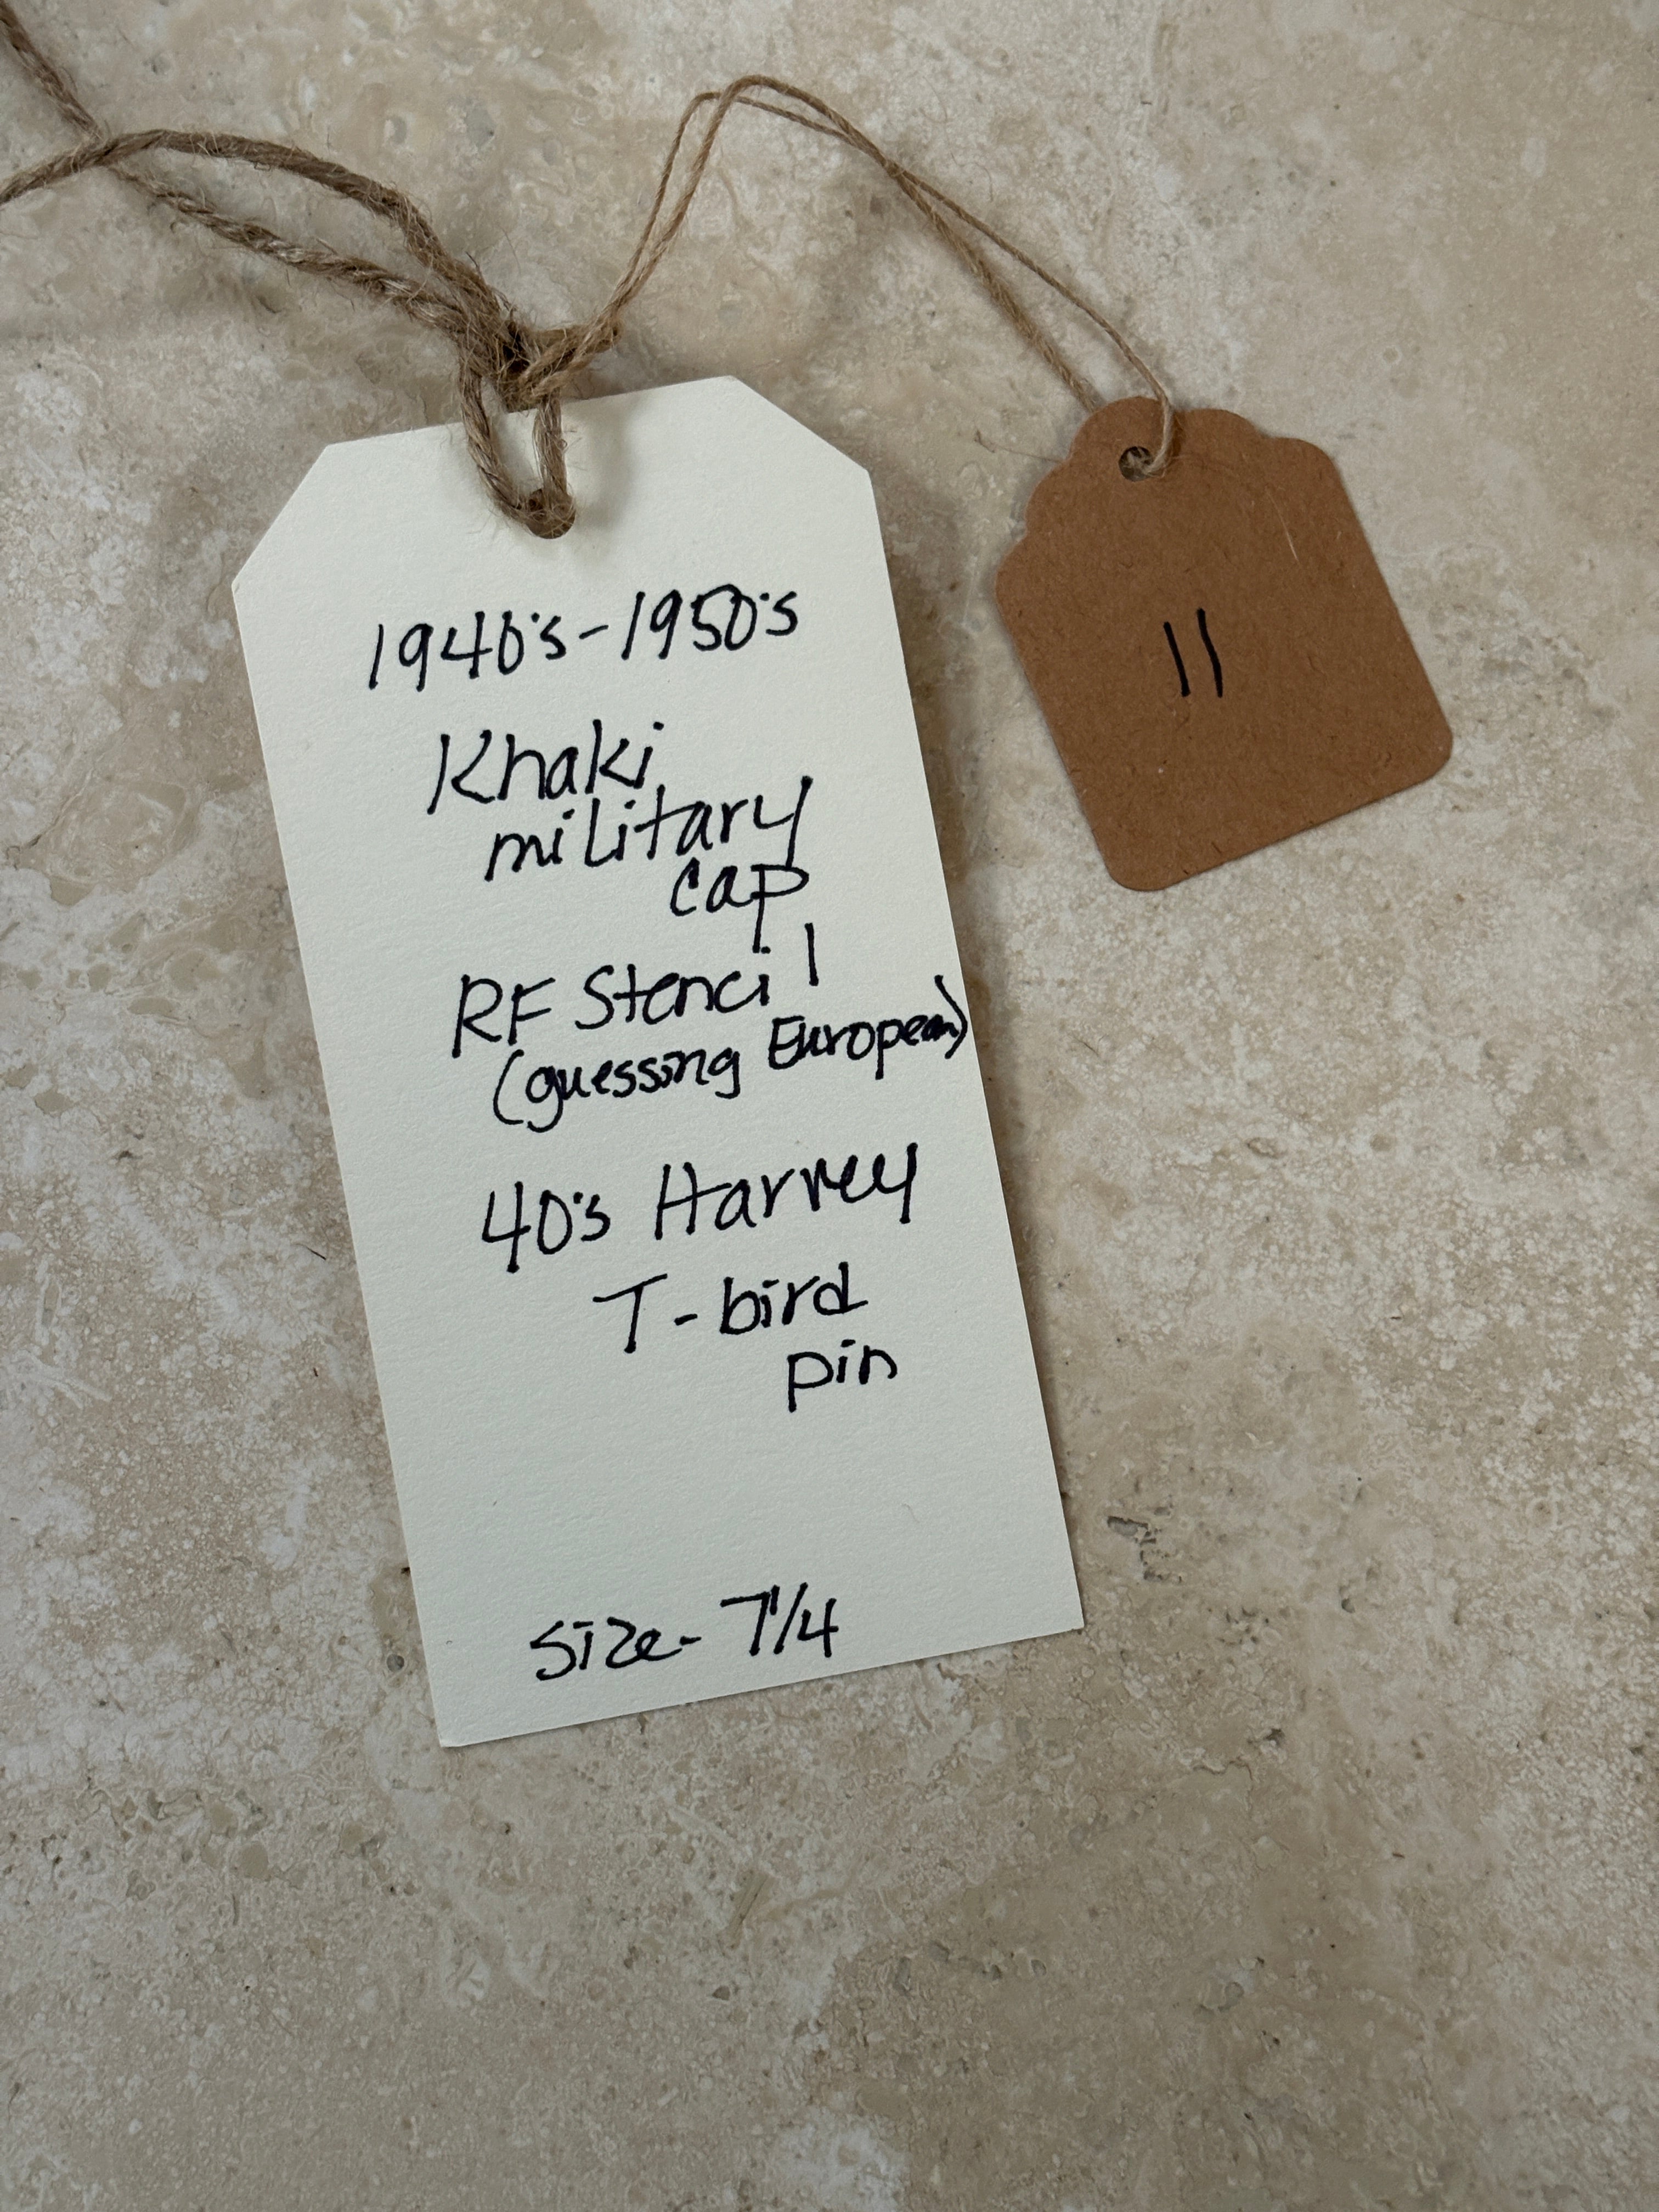 1940's-1950's
Khaki
military
cap
RF Stencil
(guessing European)
40's Harvey
T-bird
pin
size- 7 1/4
11